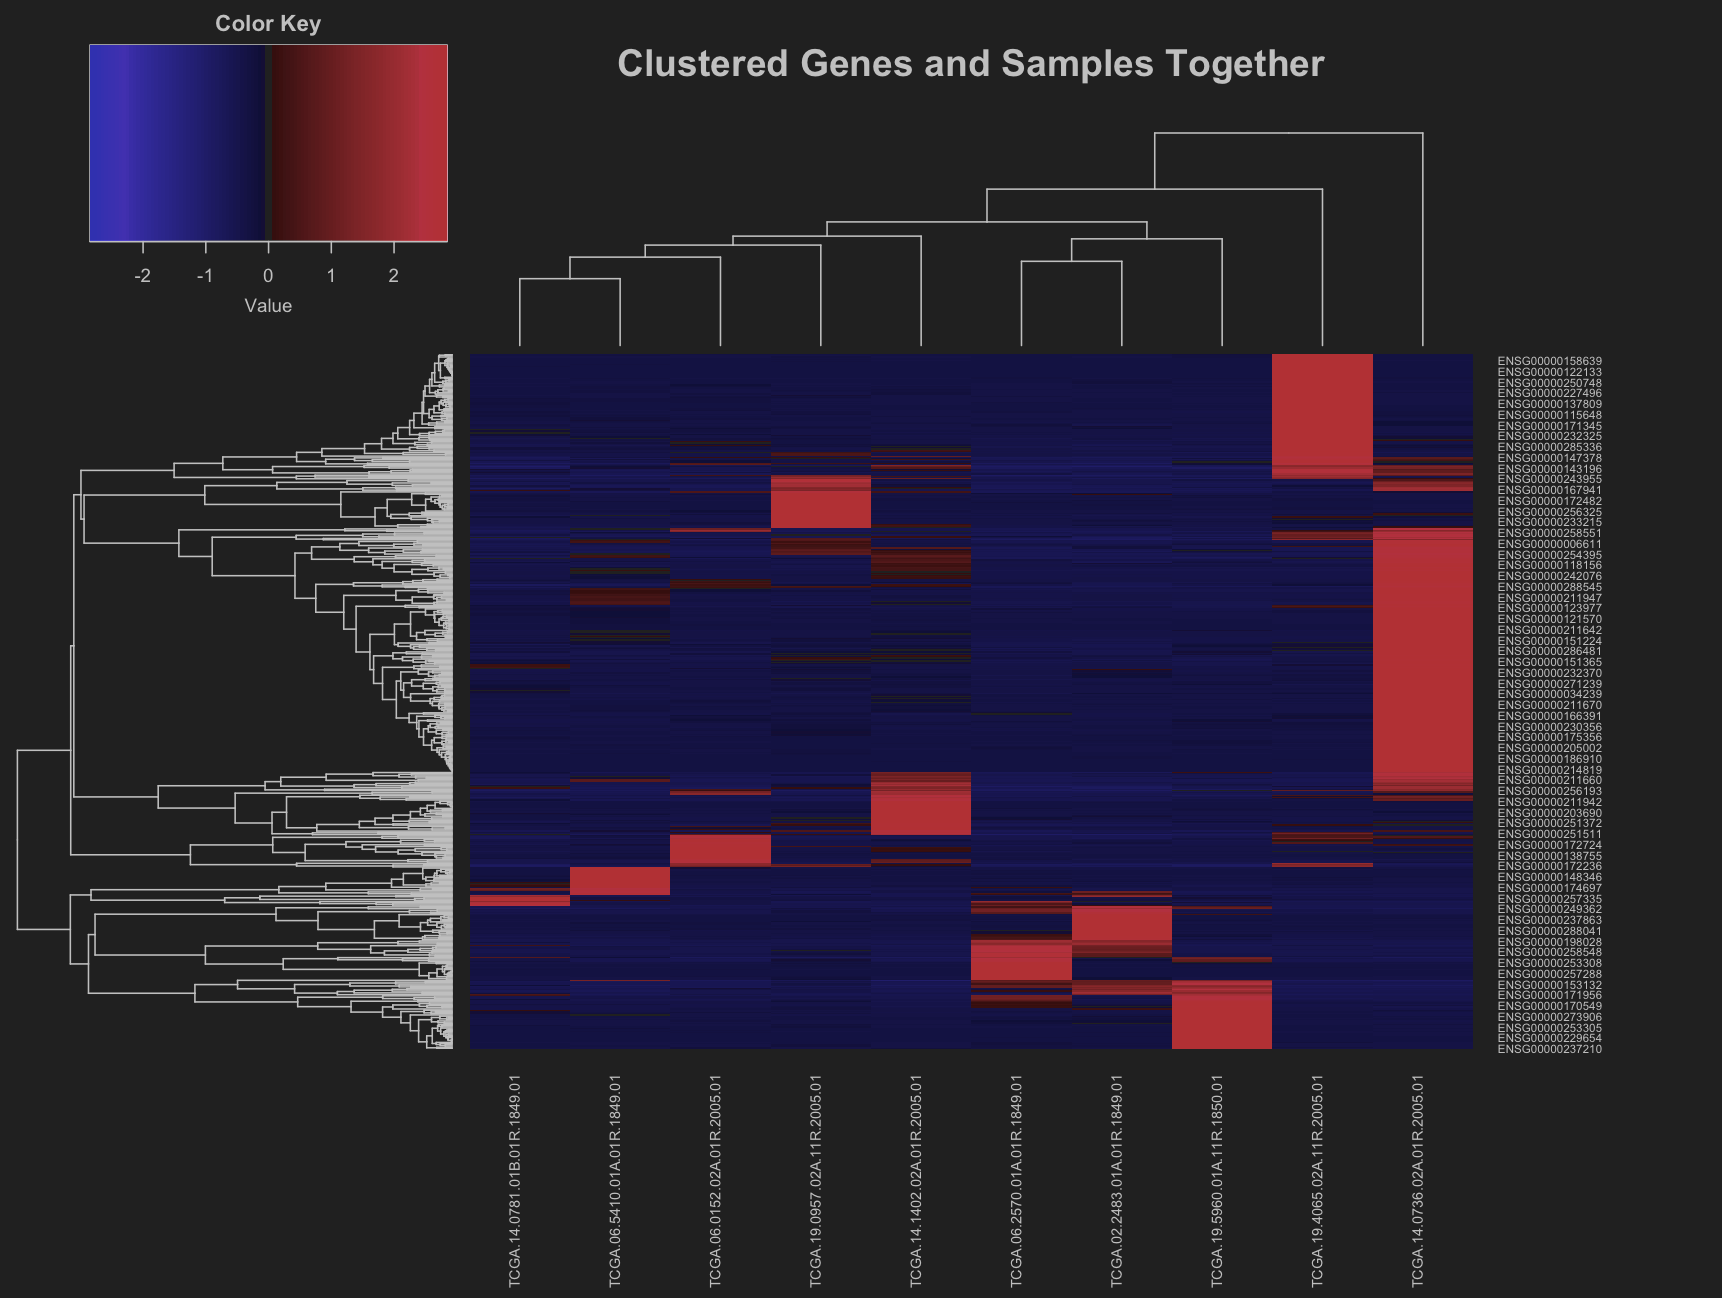 Color Key
Clustered Genes and Samples Together
-2 -1 0 1 2
Value
ENSG00000158639
ENSG00000122133
ENSG00000250748
ENSG00000227496
ENSG00000137809
ENSG00000115648
ENSG00000171345
ENSG00000232325
ENSG00000285336
ENSG00000147378
ENSG00000143196
ENSG00000243955
ENSG00000167941
ENSG00000172482
ENSG00000256325
ENSG00000233215
ENSG00000258551
ENSG00000006611
ENSG00000254395
ENSG00000118156
ENSG00000242076
ENSG00000288545
ENSG00000211947
ENSG00000123977
ENSG00000121570
ENSG00000211642
ENSG00000151224
ENSG00000286481
ENSG00000151365
ENSG00000232370
ENSG00000271239
ENSG00000034239
ENSG00000211670
ENSG00000166391
ENSG00000230356
ENSG00000175356
ENSG00000205002
ENSG00000186910
ENSG00000214819
ENSG00000211660
ENSG00000256193
ENSG00000211942
ENSG00000203690
ENSG00000251372
ENSG00000251511
ENSG00000172724
ENSG00000138755
ENSG00000172236
ENSG00000148346
ENSG00000174697
ENSG00000257335
ENSG00000249362
ENSG00000237863
ENSG00000288041
ENSG00000198028
ENSG00000258548
ENSG00000253308
ENSG00000257288
ENSG00000153132
ENSG00000171956
ENSG00000170549
ENSG00000273906
ENSG00000253305
ENSG00000229654
ENSG00000237210
TCGA.14.0781.01B.01R.1849.01
TCGA.06.5410.01A.01R.1849.01
TCGA.06.0152.02A.01R.2005.01
TCGA.19.0957.02A.11R.2005.01
TCGA.14.1402.02A.01R.2005.01
TCGA.06.2570.01A.01R.1849.01
TCGA.02.2483.01A.01R.1849.01
TCGA.19.5960.01A.11R.1850.01
TCGA.19.4065.02A.11R.2005.01
TCGA.14.0736.02A.01R.2005.01